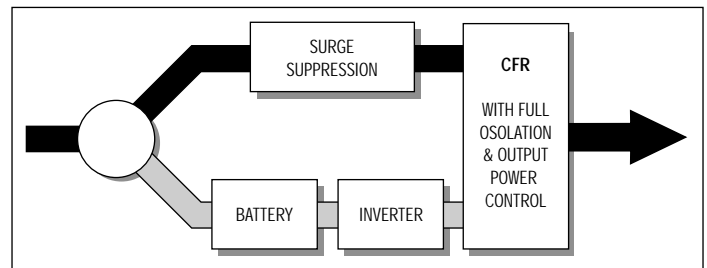 SURGE
SUPPRESSION
CFR
WITH FULL
OSOLATION
& OUTPUT
POWER
CONTROL
BATTERY
INVERTER